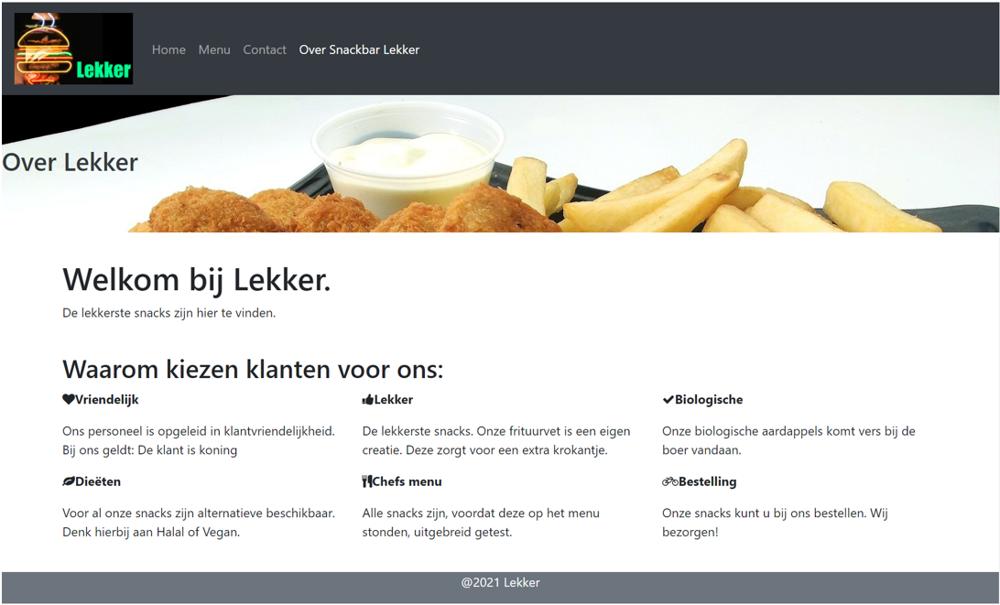 Lekker
Home Menu Contact Over Snackbar Lekker
Over Lekker
Welkom bij Lekker.
De lekkerste snacks zijn hier te vinden.
Waarom kiezen klanten voor ons:
Vriendelijk
Ons personeel is opgeleid in klantvriendelijkheid.
Bij ons geldt: De klant is koning
Lekker
De lekkerste snacks. Onze frituurvet is een eigen
creatie. Deze zorgt voor een extra krokantje.
Biologische
Onze biologische aardappels komt vers bij de
boer vandaan.
Dieëten
Voor al onze snacks zijn alternatieve beschikbaar.
Denk hierbij aan Halal of Vegan.
Chefs menu
Alle snacks zijn, voordat deze op het menu
stonden, uitgebreid getest.
Bestelling
Onze snacks kunt u bij ons bestellen. Wij
bezorgen!
@2021 Lekker